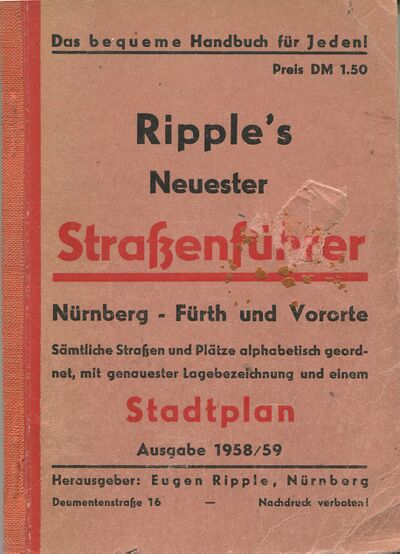 Das bequeme Handbuch für Jeden!
Preis DM 1.50
Ripple's
Neuester
Straßenführer
Nürnberg - Fürth und Vororte
Sämtliche Straßen und Plätze alphabetisch geord-
net, mit genauester Lagebezeichnung und einem
Stadtplan
Ausgabe 1958/59
Herausgeber: Eugen Ripple, Nürnberg
Deumentenstraße 16 — Nachdruck verboten!